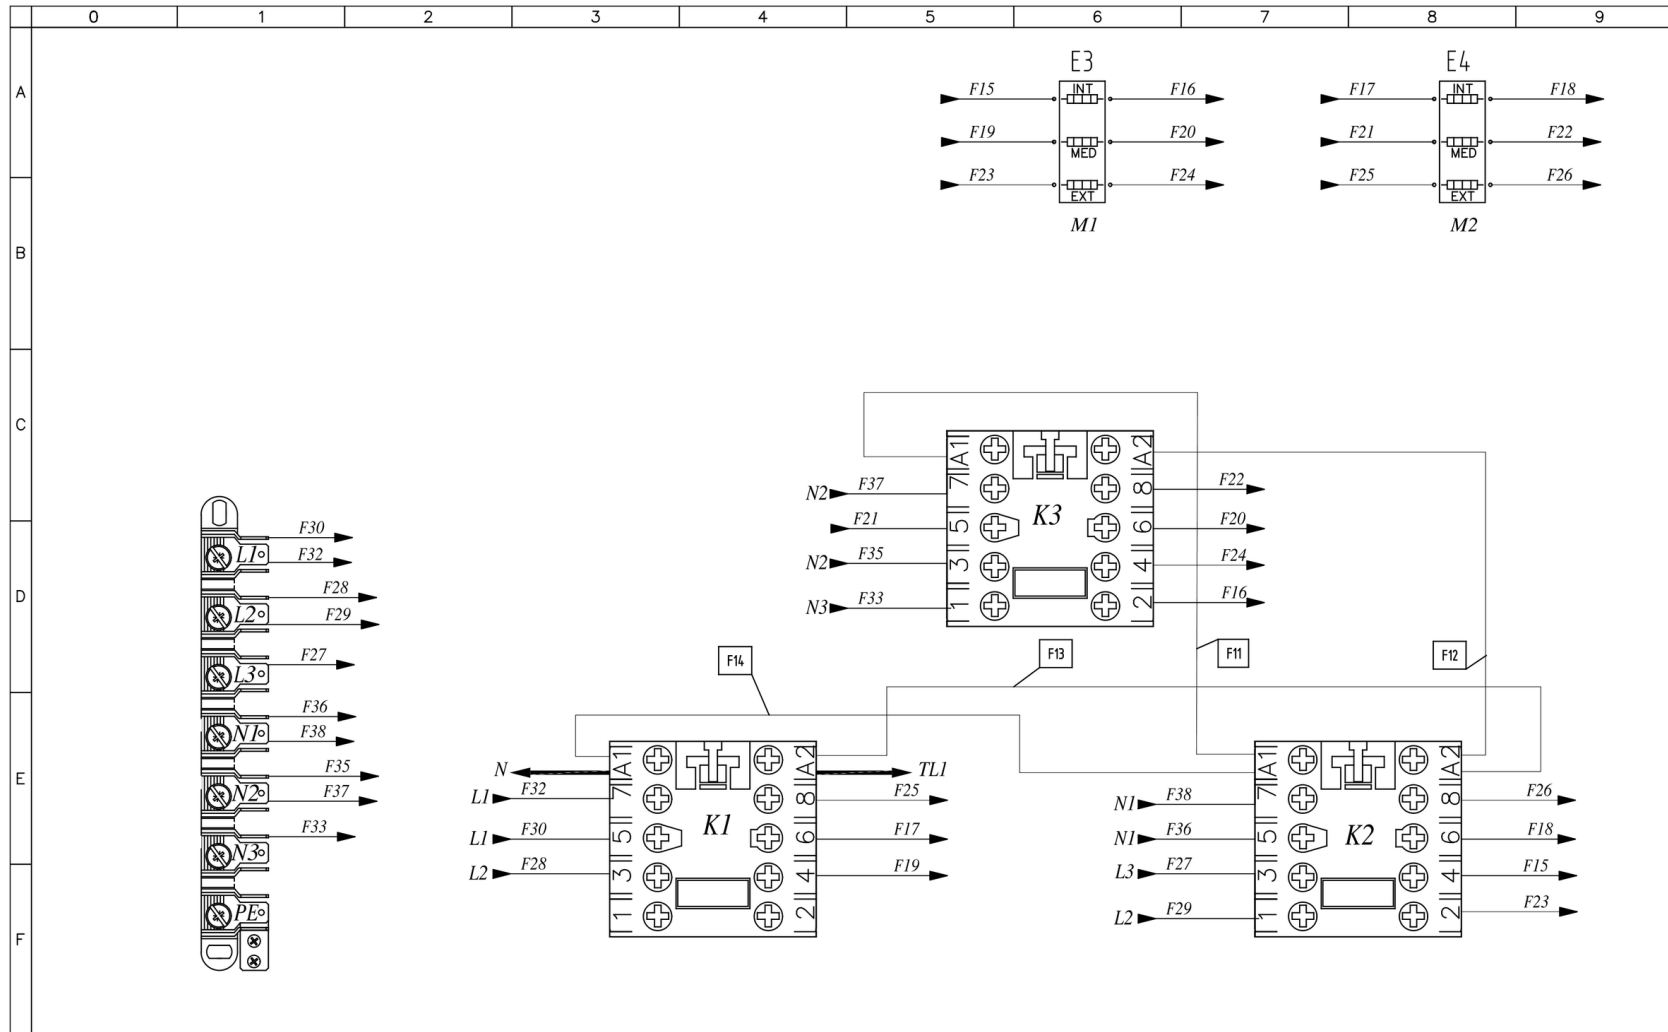 0 1 2 3 4 5 6 7 8 9
A
B
C
D
E
F
E3
F15 INT F16
F19 F20
MED
F23 F24
EXT
M1
E4
F17 INT F18
F21 F22
MED
F25 F26
EXT
M2
L1 F30
F32
L2 F28
F29
L3 F27
N1 F36
F38
N2 F35
F37
N3 F33
PE
A1 A2
N2 F37 7 8 F22
F21 5 K3 6 F20
N2 F35 3 4 F24
N3 F33 1 2 F16
F14
F13
F11
F12
A1 A2
N TL1
L1 F32 7 8 F25
L1 F30 5 K1 6 F17
L2 F28 3 4 F19
1 2
A1 A2
N1 F38 7 8 F26
N1 F36 5 K2 6 F18
L3 F27 3 4 F15
L2 F29 1 2 F23